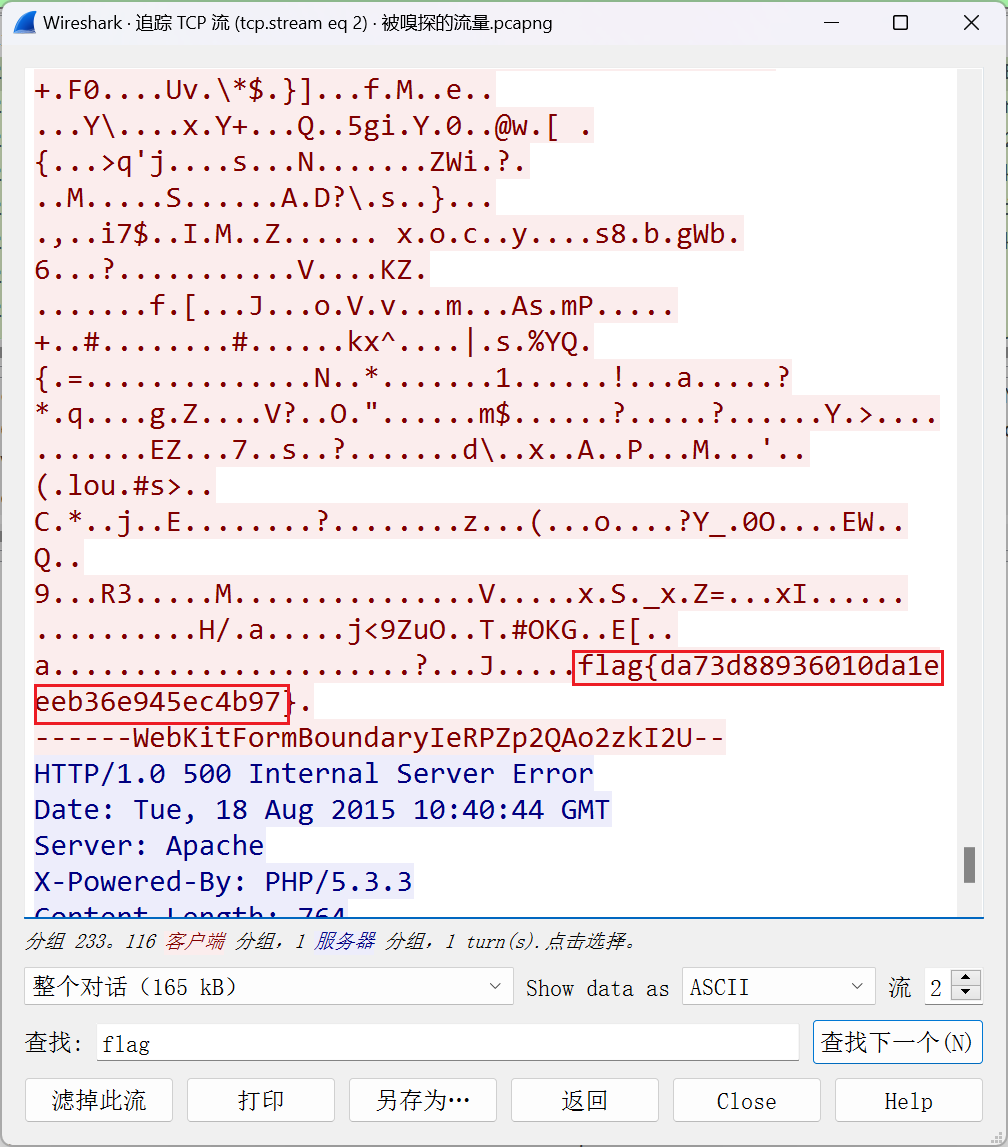 Wireshark · 追踪 TCP 流 (tcp.stream eq 2) · 被嗅探的流量.pcapng
+.F0....Uv.\*$.}]...f.M..e..
...Y\....x.Y+...Q..5gi.Y.0..@w.[ .
{...>q'j....s...N.......ZWi.?.
..M.....S......A.D?\.s..}...
.,..i7$..I.M..Z...... x.o.c..y....s8.b.gWb.
6...?...........V....KZ.
.......f.[...J...o.V.v...m...As.mP.....
+..#........#......kx^....|.s.%YQ.
{.=..............N..*.......1......!...a.....?
*.q....g.Z....V?..O."......m$......?.....?......Y.>....
.......EZ...7..s..?.......d\..x..A..P...M...'..
(.lou.#s>..
C.*..j..E........?........z...(...o....?Y_.0O....EW..
Q..
9...R3.....M...............V.....x.S._x.Z=...xI......
..........H/.a.....j<9ZuO..T.#OKG..E[..
a......................?...J.....flag{da73d88936010da1e
eeb36e945ec4b97}.
------WebKitFormBoundaryIeRPZp2QAo2zkI2U--
HTTP/1.0 500 Internal Server Error
Date: Tue, 18 Aug 2015 10:40:44 GMT
Server: Apache
X-Powered-By: PHP/5.3.3
Content-Length: 764
分组 233。116 客户端 分组，1 服务器 分组，1 turn(s).点击选择。
整个对话（165 kB） Show data as ASCII 流 2
查找: flag 查找下一个(N)
滤掉此流 打印 另存为… 返回 Close Help